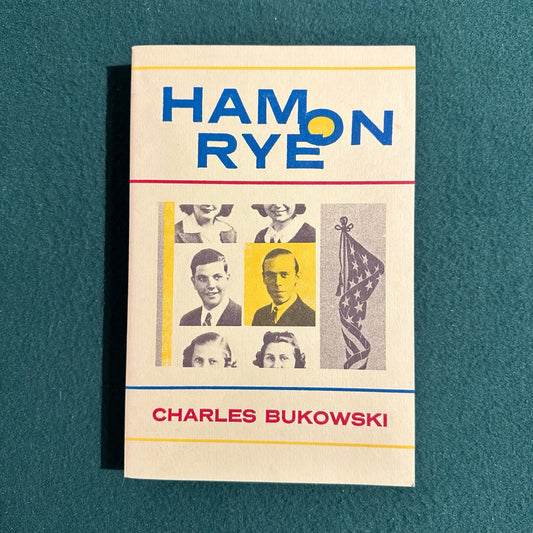 HAM ON
RYE
CHARLES BUKOWSKI